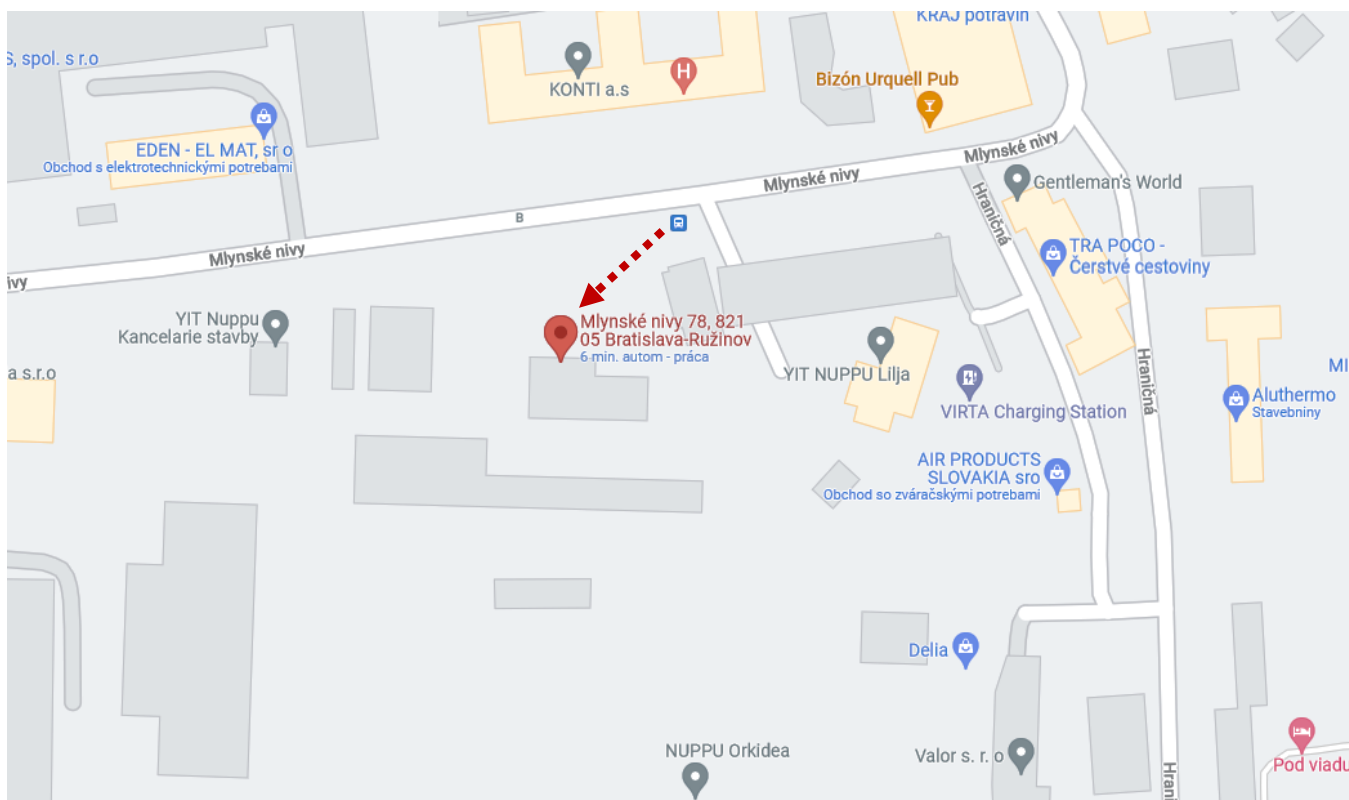 KRAJ potravín
S, spol. s r.o
Bizón Urquell Pub
KONTI a.s
H
EDEN - EL MAT, sr o
Obchod s elektrotechnickými potrebami
Mlynské nivy
Mlynské nivy
Gentleman's World
Hraničná
B
TRA POCO -
Čerstvé cestoviny
Mlynské nivy
ivy
YIT Nuppu
Kancelarie stavby
Mlynské nivy 78, 821
05 Bratislava-Ružinov
6 min. autom - práca
a s.r.o
YIT NUPPU Lilja
Hraničná
MI
Aluthermo
Stavebniny
VIRTA Charging Station
AIR PRODUCTS
SLOVAKIA sro
Obchod so zváračskými potrebami
Delia
NUPPU Orkidea
Valor s. r. o
Hrani
Pod viadu